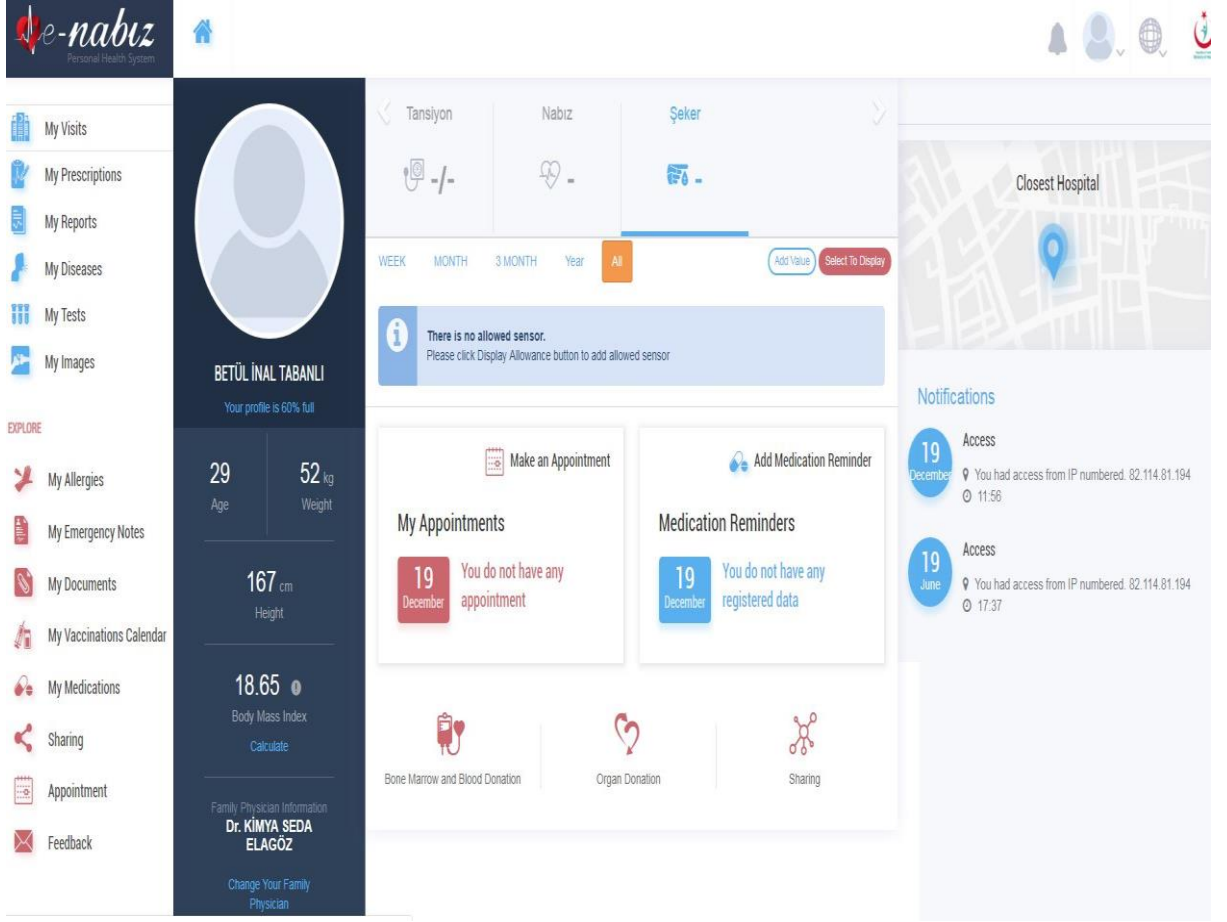 e-nabız
Personal Health System
My Visits
My Prescriptions
My Reports
My Diseases
My Tests
My Images
EXPLORE
My Allergies
My Emergency Notes
My Documents
My Vaccinations Calendar
My Medications
Sharing
Appointment
Feedback
BETÜL İNAL TABANLI
Your profile is 60% full
29
Age
52 kg
Weight
167 cm
Height
18.65
Body Mass Index
Calculate
Family Physician Information
Dr. KİMYA SEDA
ELAGÖZ
Change Your Family
Physician
Tansiyon
-/-
Nabız
-
Şeker
-
WEEK MONTH 3 MONTH Year All
Add Value Select To Display
There is no allowed sensor.
Please click Display Allowance button to add allowed sensor
Make an Appointment
My Appointments
19
December
You do not have any
appointment
Add Medication Reminder
Medication Reminders
19
December
You do not have any
registered data
Bone Marrow and Blood Donation
Organ Donation
Sharing
Closest Hospital
Notifications
19
December
Access
You had access from IP numbered. 82.114.81.194
11:56
19
June
Access
You had access from IP numbered. 82.114.81.194
17:37